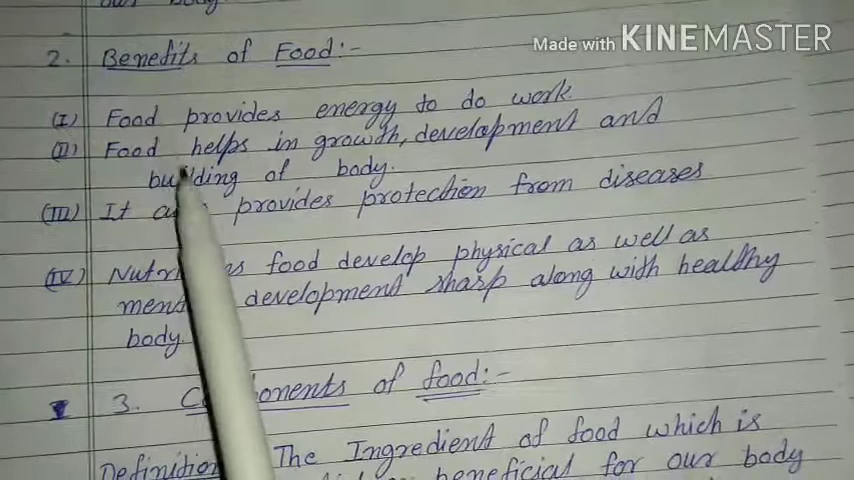 body
Made with KINEMASTER
2. Benefits of Food:-
(I) Food provides energy to do work.
(II) Food helps in growth, development and
building of body.
(III) It provides protection from diseases
(IV) food develop physical as well as
development sharp along with healthy
body.
3. of food:-
Definition The Ingredient of food which is
beneficial for our body